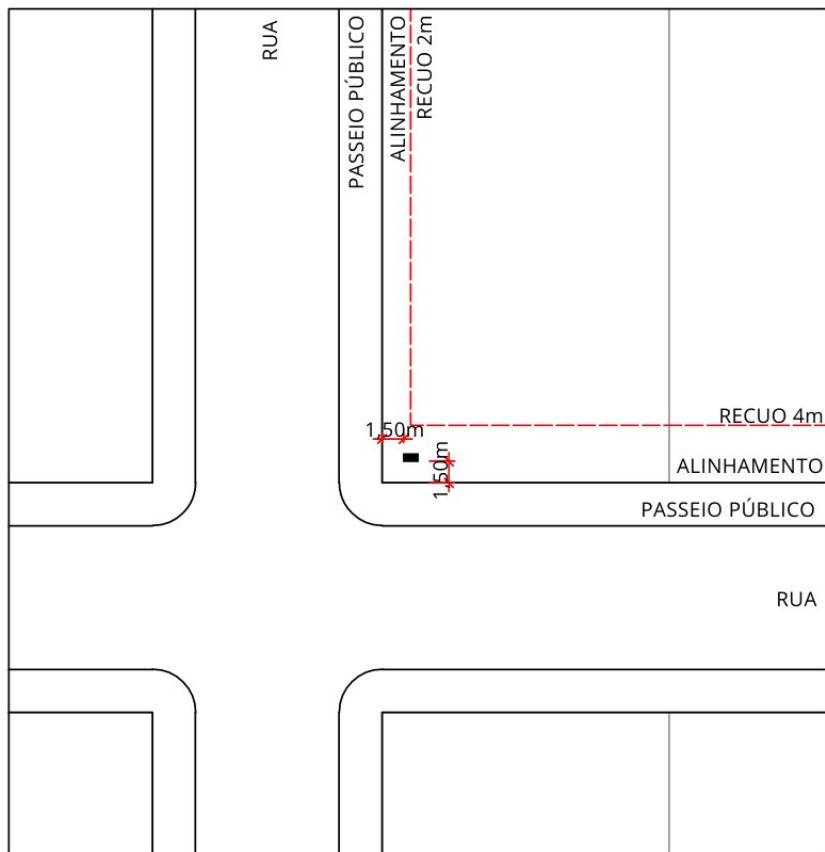 RUA
PASSEIO PÚBLICO
ALINHAMENTO
RECUO 2m
RECUO 4m
1,50m
1,50m
ALINHAMENTO
PASSEIO PÚBLICO
RUA